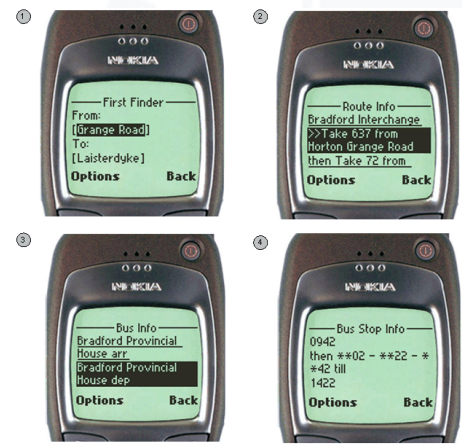 1
NOKIA
First Finder
From:
[Grange Road]
To:
[Laisterdyke]
Options Back
2
NOKIA
Route Info
Bradford Interchange
>>Take 637 from
Horton Grange Road
then Take 72 from
Options Back
3
NOKIA
Bus Info
Bradford Provincial
House arr
Bradford Provincial
House dep
Options Back
4
NOKIA
Bus Stop Info
0942
then **02 - **22 - *
*42 till
1422
Options Back